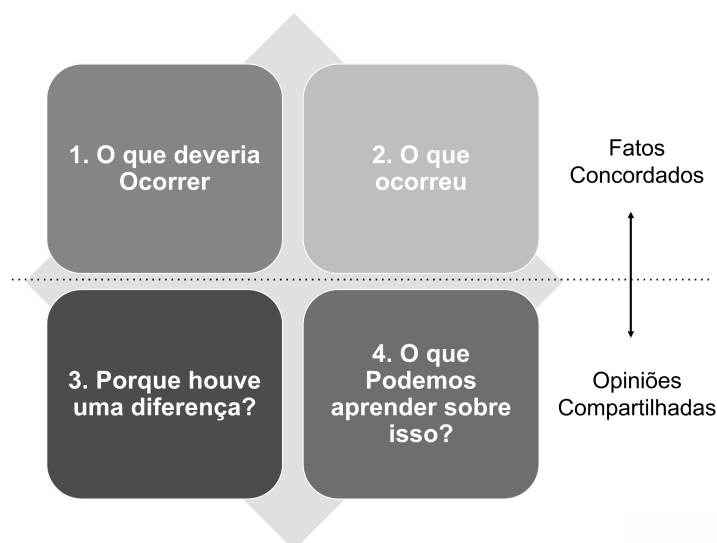 1. O que deveria
Ocorrer
2. O que
ocorreu
Fatos
Concordados
3. Porque houve
uma diferença?
4. O que
Podemos
aprender sobre
isso?
Opiniões
Compartilhadas